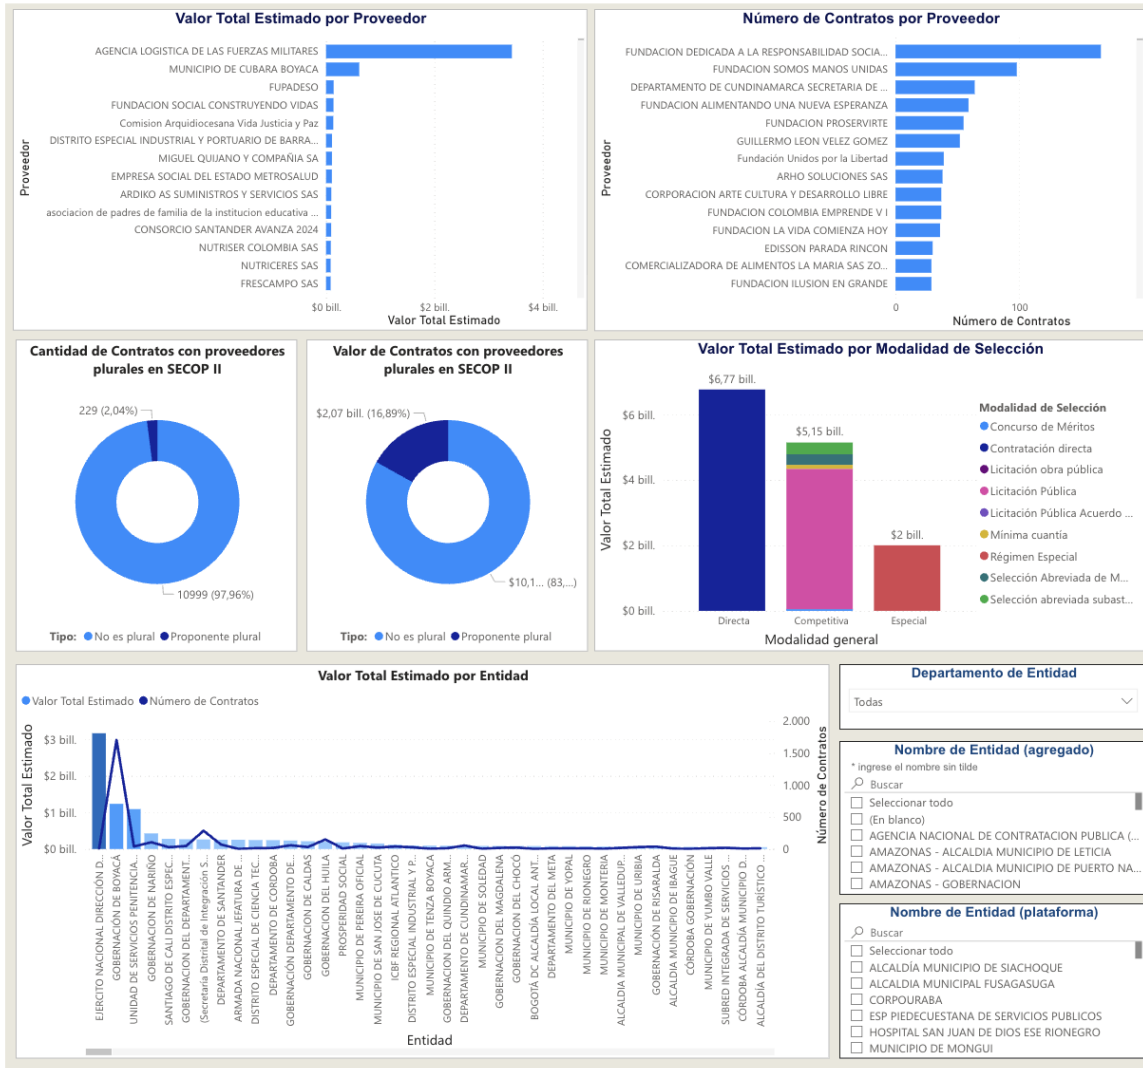 Valor Total Estimado por Proveedor
Proveedor
AGENCIA LOGISTICA DE LAS FUERZAS MILITARES
MUNICIPIO DE CUBARA BOYACA
FUPADESO
FUNDACION SOCIAL CONSTRUYENDO VIDAS
Comision Arquidiocesana Vida Justicia y Paz
DISTRITO ESPECIAL INDUSTRIAL Y PORTUARIO DE BARRA...
MIGUEL QUIJANO Y COMPAÑIA SA
EMPRESA SOCIAL DEL ESTADO METROSALUD
ARDIKO AS SUMINISTROS Y SERVICIOS SAS
asociacion de padres de familia de la institucion educativa ...
CONSORCIO SANTANDER AVANZA 2024
NUTRISER COLOMBIA SAS
NUTRICERES SAS
FRESCAMPO SAS
$0 bill. $2 bill. $4 bill.
Valor Total Estimado
Número de Contratos por Proveedor
Proveedor
FUNDACION DEDICADA A LA RESPONSABILIDAD SOCIA...
FUNDACION SOMOS MANOS UNIDAS
DEPARTAMENTO DE CUNDINAMARCA SECRETARIA DE ...
FUNDACION ALIMENTANDO UNA NUEVA ESPERANZA
FUNDACION PROSERVIRTE
GUILLERMO LEON VELEZ GOMEZ
Fundación Unidos por la Libertad
ARHO SOLUCIONES SAS
CORPORACION ARTE CULTURA Y DESARROLLO LIBRE
FUNDACION COLOMBIA EMPRENDE V I
FUNDACION LA VIDA COMIENZA HOY
EDISSON PARADA RINCON
COMERCIALIZADORA DE ALIMENTOS LA MARIA SAS ZO...
FUNDACION ILUSION EN GRANDE
0 100
Número de Contratos
Cantidad de Contratos con proveedores
plurales en SECOP II
229 (2,04%)
10999 (97,96%)
Tipo: No es plural Proponente plural
Valor de Contratos con proveedores
plurales en SECOP II
$2,07 bill. (16,89%)
$10,1... (83,...)
Tipo: No es plural Proponente plural
Valor Total Estimado por Modalidad de Selección
Valor Total Estimado
$6 bill.
$4 bill.
$2 bill.
$0 bill.
$6,77 bill.
$5,15 bill.
$2 bill.
Directa Competitiva Especial
Modalidad general
Modalidad de Selección
Concurso de Méritos
Contratación directa
Licitación obra pública
Licitación Pública
Licitación Pública Acuerdo ...
Mínima cuantía
Régimen Especial
Selección Abreviada de M...
Selección abreviada subast...
Valor Total Estimado por Entidad
Valor Total Estimado Número de Contratos
Valor Total Estimado
$3 bill.
$2 bill.
$1 bill.
$0 bill.
2.000
1.500
1.000
500
0
Número de Contratos
EJERCITO NACIONAL DIRECCIÓN D...
GOBERNACIÓN DE BOYACÁ
UNIDAD DE SERVICIOS PENITENCIA...
GOBERNACION DE NARIÑO
SANTIAGO DE CALI DISTRITO ESPEC...
GOBERNACION DEL DEPARTAMENT...
(Secretaría Distrital de Integración S...
DEPARTAMENTO DE SANTANDER
ARMADA NACIONAL JEFATURA DE ...
DISTRITO ESPECIAL DE CIENCIA TEC...
DEPARTAMENTO DE CORDOBA
GOBERNACIÓN DEPARTAMENTO DE...
GOBERNACION DE CALDAS
GOBERNACION DEL HUILA
PROSPERIDAD SOCIAL
MUNICIPIO DE PEREIRA OFICIAL
MUNICIPIO DE SAN JOSE DE CUCUTA
ICBF REGIONAL ATLANTICO
DISTRITO ESPECIAL INDUSTRIAL Y P...
MUNICIPIO DE TENZA BOYACA
GOBERNACION DEL QUINDIO ARM...
DEPARTAMENTO DE CUNDINAMAR...
MUNICIPIO DE SOLEDAD
GOBERNACION DEL MAGDALENA
GOBERNACION DEL CHOCÓ
BOGOTÁ DC ALCALDÍA LOCAL ANT...
DEPARTAMENTO DEL META
MUNICIPIO DE YOPAL
MUNICIPIO DE RIONEGRO
MUNICIPIO DE MONTERIA
ALCALDIA MUNICIPAL DE VALLEDUP...
MUNICIPIO DE URIBIA
GOBERNACIÓN DE RISARALDA
ALCALDIA MUNICIPIO DE IBAGUE
CÓRDOBA GOBERNACIÓN
MUNICIPIO DE YUMBO VALLE
SUBRED INTEGRADA DE SERVICIOS ...
CÓRDOBA ALCALDÍA MUNICIPIO D...
ALCALDÍA DEL DISTRITO TURÍSTICO ...
Entidad
Departamento de Entidad
Todas
Nombre de Entidad (agregado)
* ingrese el nombre sin tilde
Buscar
Seleccionar todo
(En blanco)
AGENCIA NACIONAL DE CONTRATACION PUBLICA (...
AMAZONAS - ALCALDIA MUNICIPIO DE LETICIA
AMAZONAS - ALCALDIA MUNICIPIO DE PUERTO NA...
AMAZONAS - GOBERNACION
Nombre de Entidad (plataforma)
Buscar
Seleccionar todo
ALCALDÍA MUNICIPIO DE SIACHOQUE
ALCALDIA MUNICIPAL FUSAGASUGA
CORPOURABA
ESP PIEDECUESTANA DE SERVICIOS PUBLICOS
HOSPITAL SAN JUAN DE DIOS ESE RIONEGRO
MUNICIPIO DE MONGUI